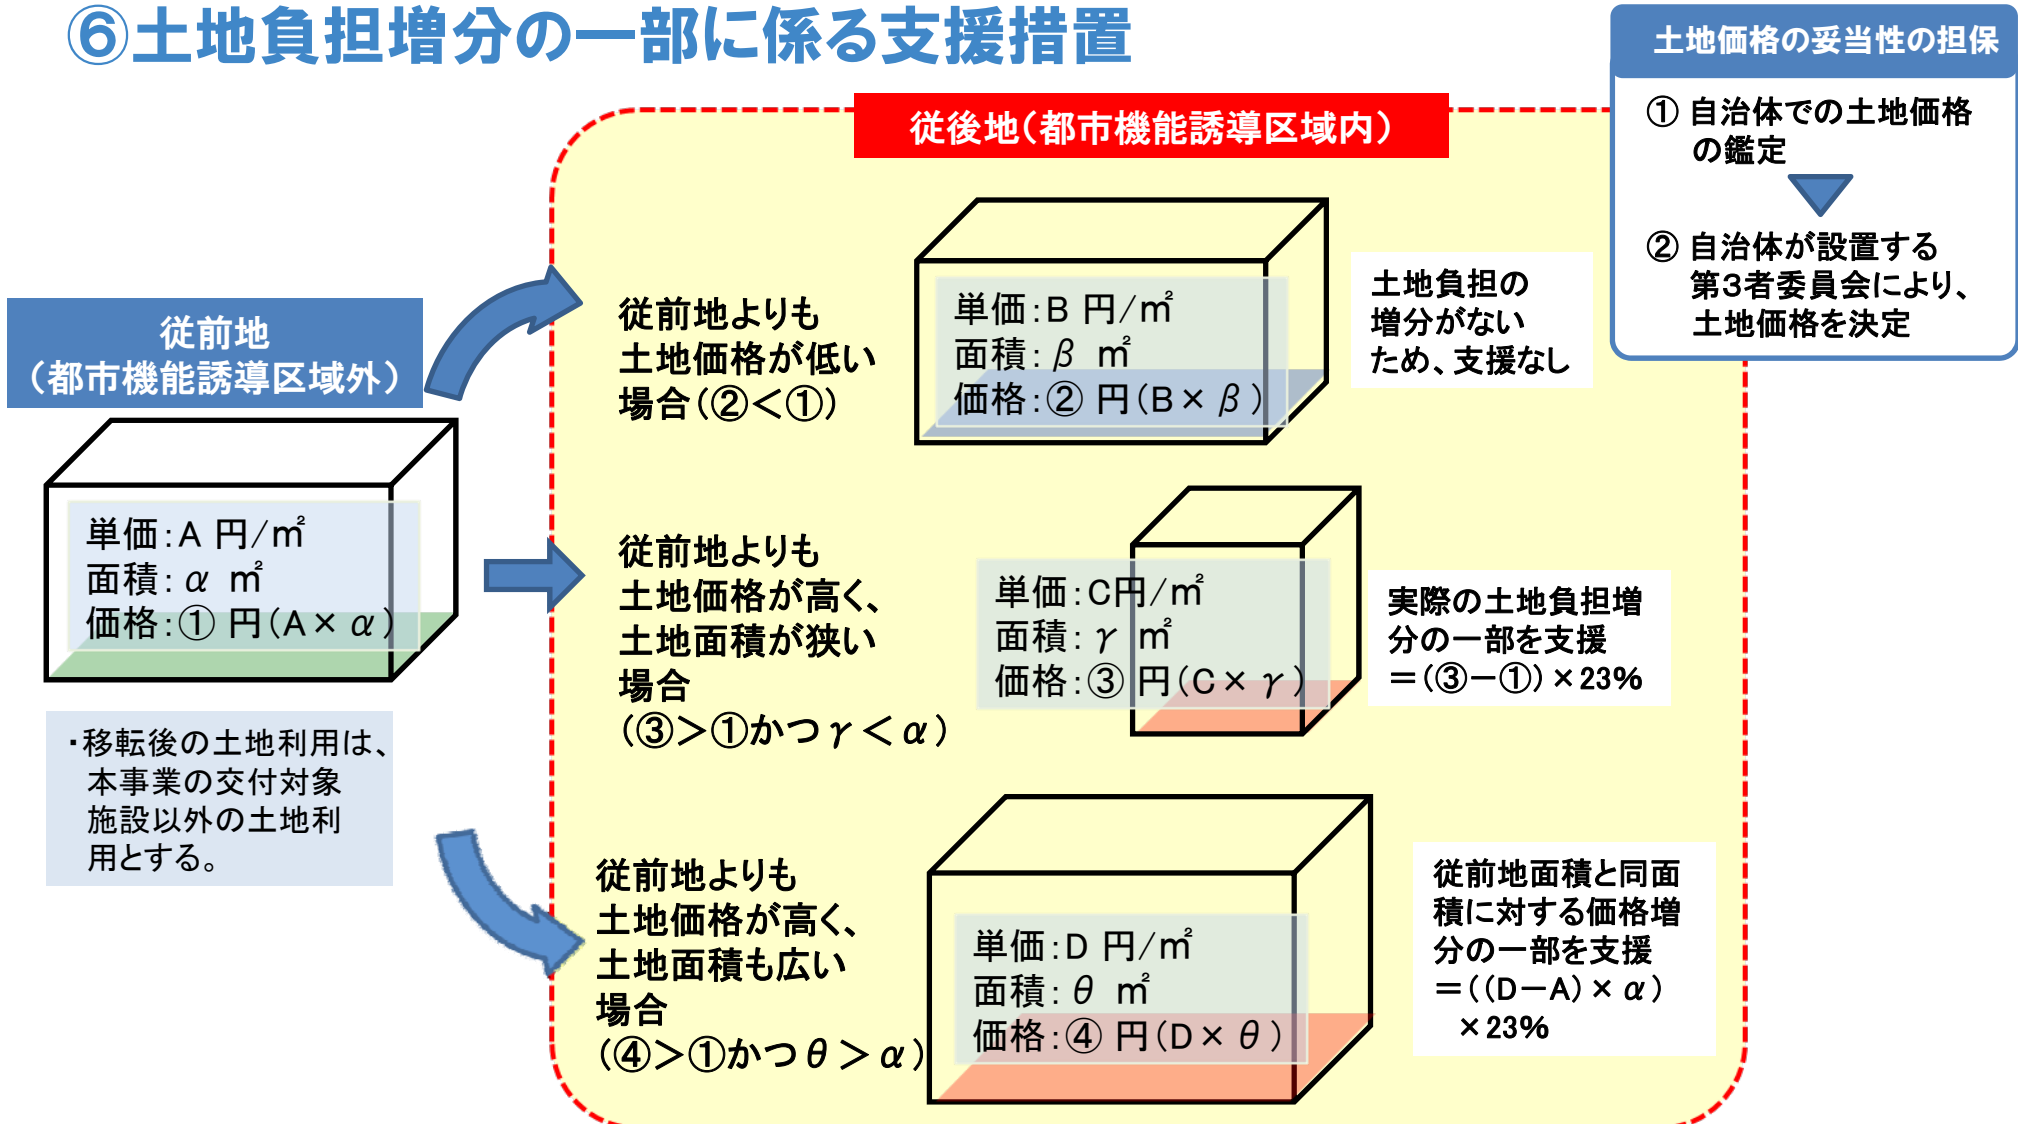 ⑥土地負担増分の一部に係る支援措置
土地価格の妥当性の担保
① 自治体での土地価格
の鑑定
② 自治体が設置する
第3者委員会により、
土地価格を決定
従後地(都市機能誘導区域内)
従前地
(都市機能誘導区域外)
単価:A 円/㎡
面積:α ㎡
価格:① 円(A×α)
・移転後の土地利用は、
本事業の交付対象
施設以外の土地利
用とする。
従前地よりも
土地価格が低い
場合(②<①)
単価:B 円/㎡
面積:β ㎡
価格:② 円(B×β)
土地負担の
増分がない
ため、支援なし
従前地よりも
土地価格が高く、
土地面積が狭い
場合
(③>①かつγ<α)
単価:C円/㎡
面積:γ ㎡
価格:③ 円(C×γ)
実際の土地負担増
分の一部を支援
=(③-①)×23%
従前地よりも
土地価格が高く、
土地面積も広い
場合
(④>①かつθ>α)
単価:D 円/㎡
面積:θ ㎡
価格:④ 円(D×θ)
従前地面積と同面
積に対する価格増
分の一部を支援
=((D-A)×α)
×23%